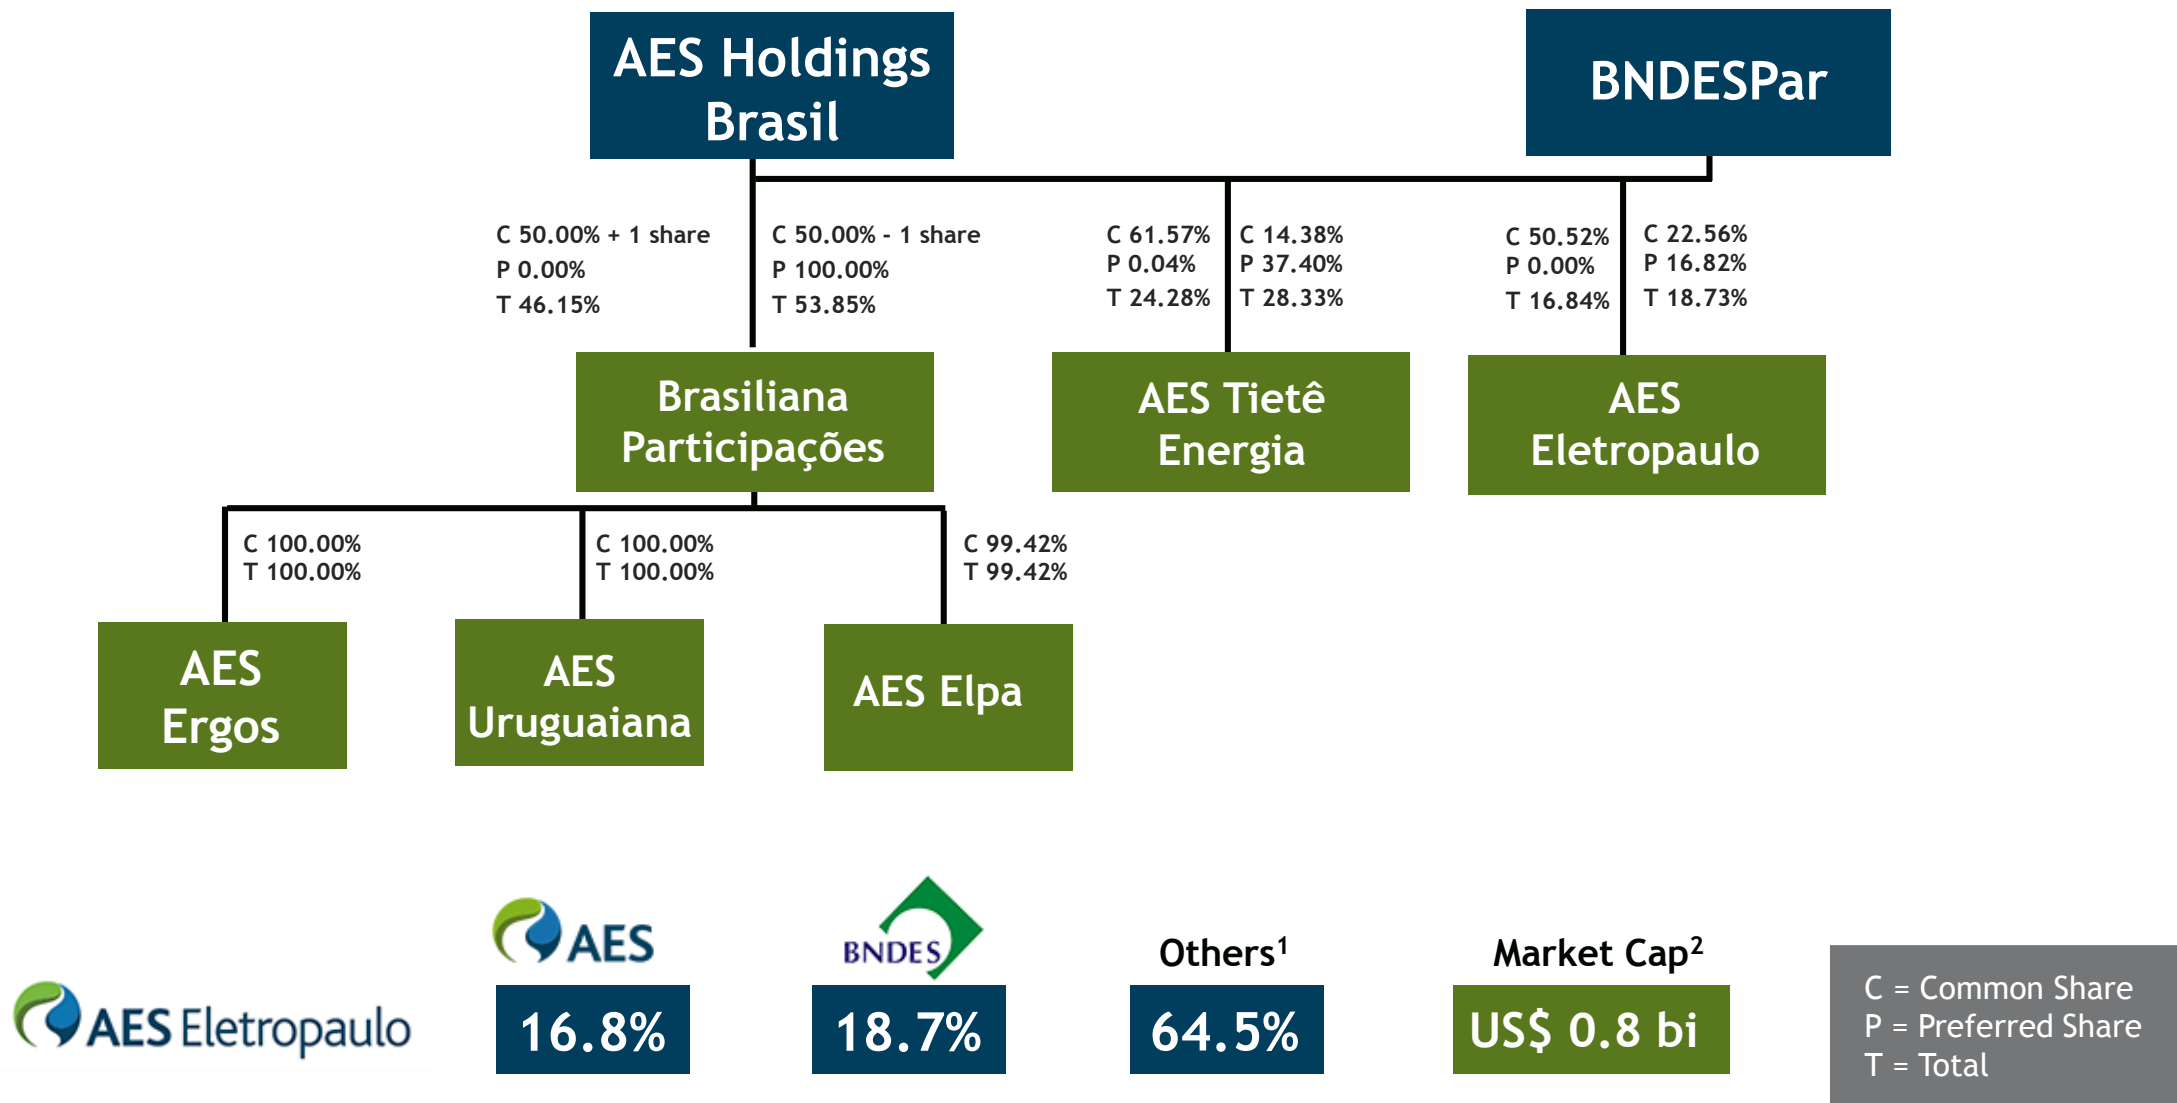 AES Holdings
Brasil
BNDESPar
C 50.00% + 1 share
P 0.00%
T 46.15%
C 50.00% - 1 share
P 100.00%
T 53.85%
C 61.57%
P 0.04%
T 24.28%
C 14.38%
P 37.40%
T 28.33%
C 50.52%
P 0.00%
T 16.84%
C 22.56%
P 16.82%
T 18.73%
Brasiliana
Participações
AES Tietê
Energia
AES
Eletropaulo
C 100.00%
T 100.00%
C 100.00%
T 100.00%
C 99.42%
T 99.42%
AES
Ergos
AES
Uruguaiana
AES Elpa
AES Eletropaulo
AES
16.8%
BNDES
18.7%
Others¹
64.5%
Market Cap²
US$ 0.8 bi
C = Common Share
P = Preferred Share
T = Total